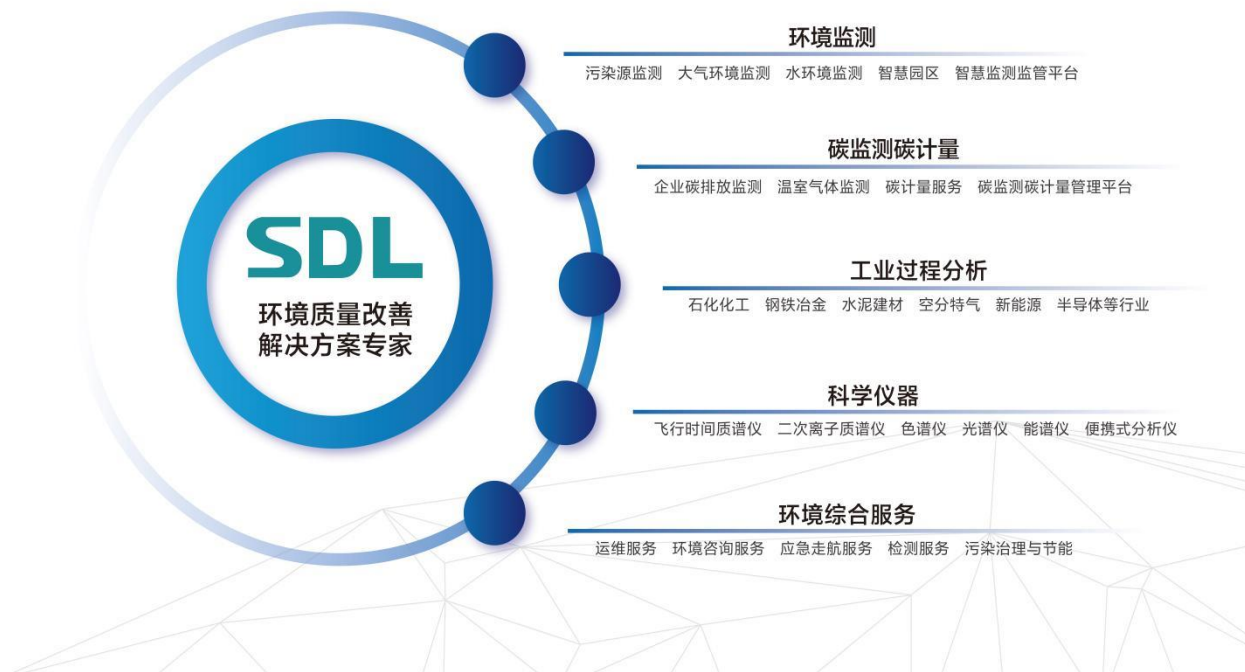 SDL
环境质量改善
解决方案专家
环境监测
污染源监测 大气环境监测 水环境监测 智慧园区 智慧监测监管平台
碳监测碳计量
企业碳排放监测 温室气体监测 碳计量服务 碳监测碳计量管理平台
工业过程分析
石化化工 钢铁冶金 水泥建材 空分特气 新能源 半导体等行业
科学仪器
飞行时间质谱仪 二次离子质谱仪 色谱仪 光谱仪 能谱仪 便携式分析仪
环境综合服务
运维服务 环境咨询服务 应急走航服务 检测服务 污染治理与节能